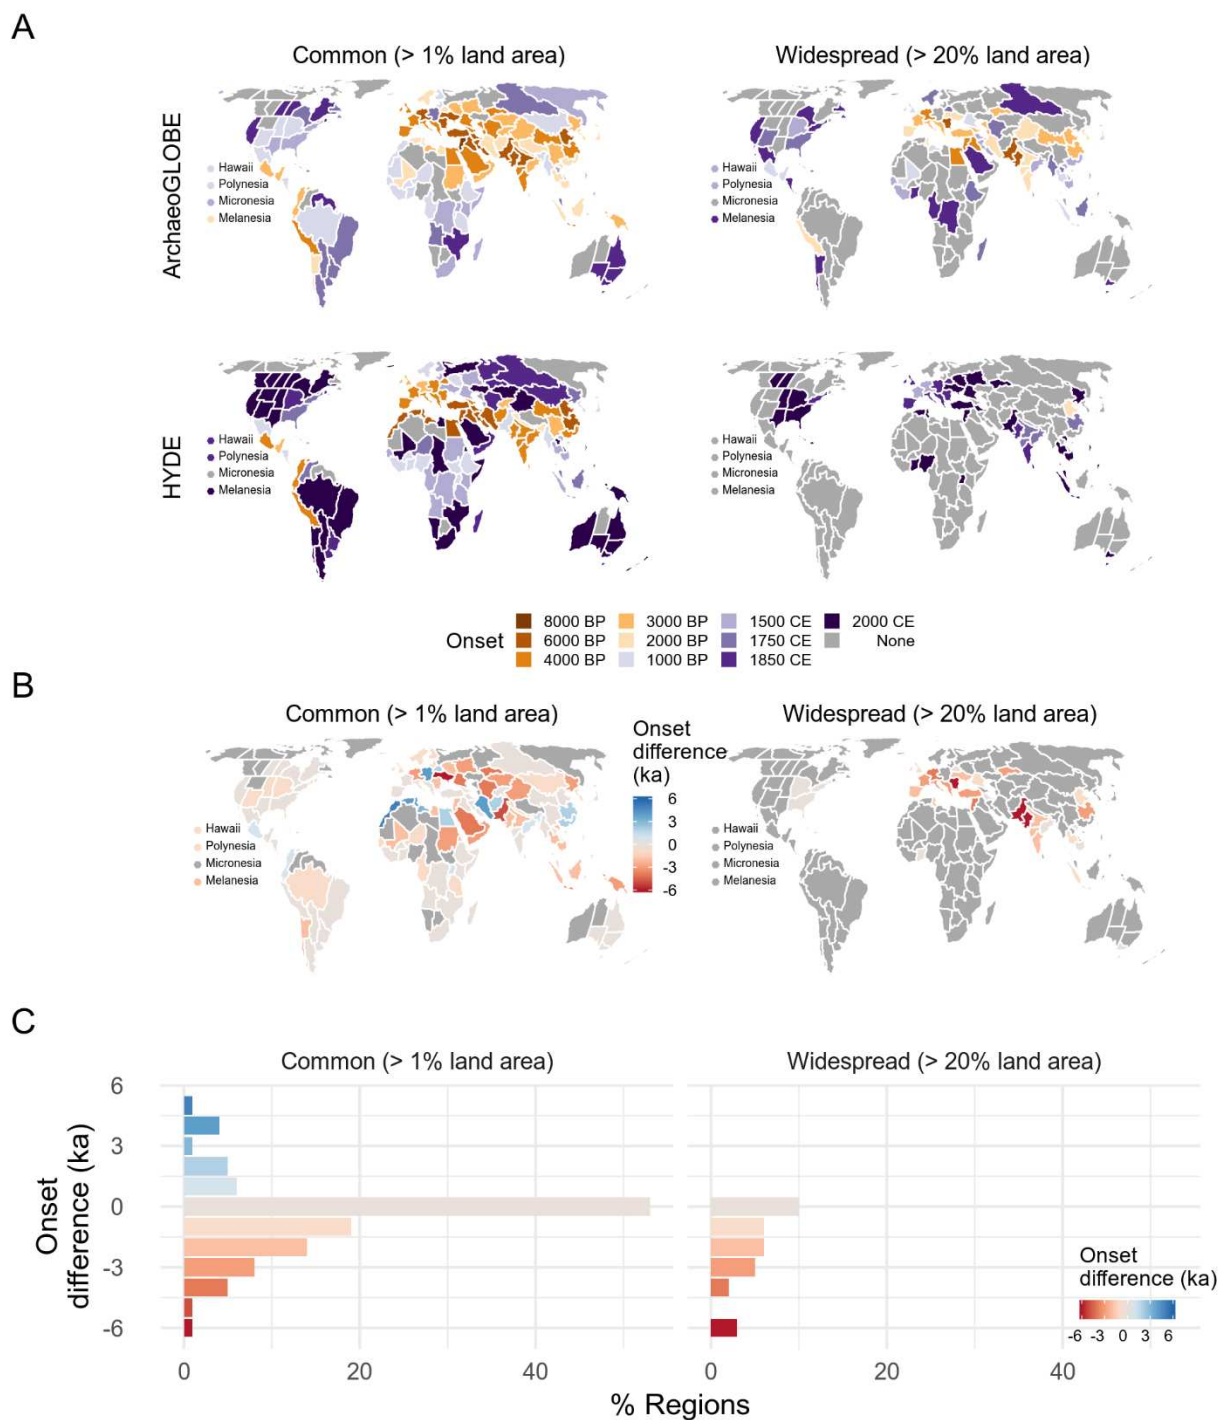 A
Common (> 1% land area)
Widespread (> 20% land area)
ArchaeoGLOBE
Hawaii
Polynesia
Micronesia
Melanesia
Hawaii
Polynesia
Micronesia
Melanesia
HYDE
Hawaii
Polynesia
Micronesia
Melanesia
Hawaii
Polynesia
Micronesia
Melanesia
Onset
8000 BP
3000 BP
1500 CE
2000 CE
6000 BP
2000 BP
1750 CE
None
4000 BP
1000 BP
1850 CE
B
Common (> 1% land area)
Widespread (> 20% land area)
Onset
difference
(ka)
6
3
0
-3
-6
Hawaii
Polynesia
Micronesia
Melanesia
Hawaii
Polynesia
Micronesia
Melanesia
C
Common (> 1% land area)
Widespread (> 20% land area)
Onset
difference (ka)
6
3
0
-3
-6
Onset
difference (ka)
-6 -3 0 3 6
0 20 40
0 20 40
% Regions